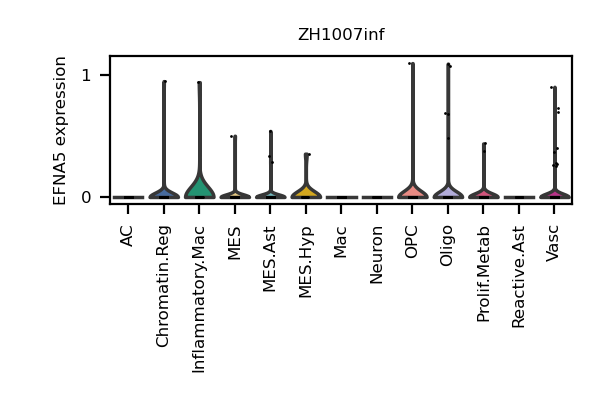 ZH1007inf
EFNA5 expression
1
0
AC
Chromatin.Reg
Inflammatory.Mac
MES
MES.Ast
MES.Hyp
Mac
Neuron
OPC
Oligo
Prolif.Metab
Reactive.Ast
Vasc